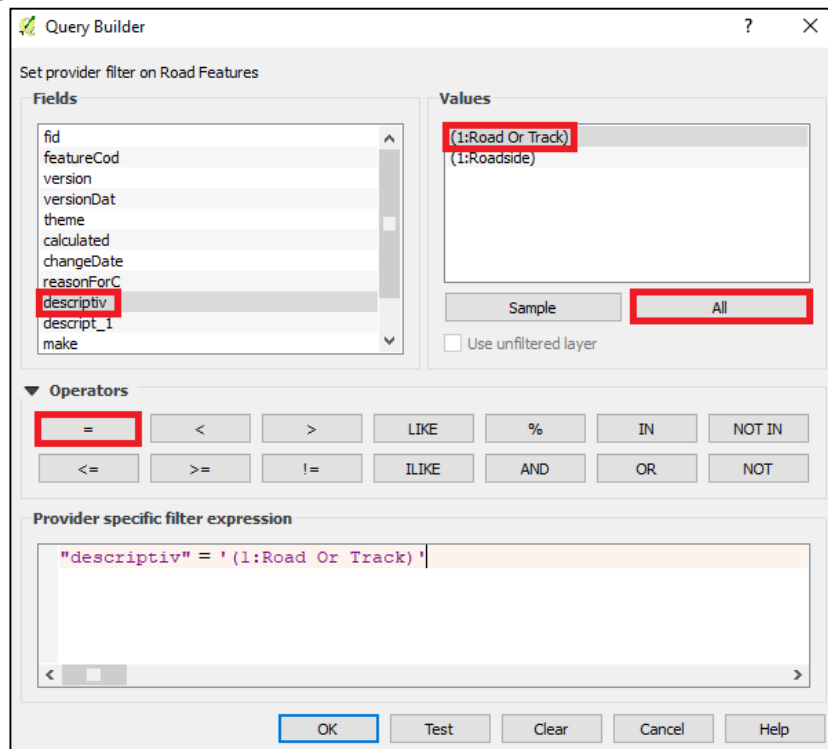 Query Builder
?
Set provider filter on Road Features
Fields
fid
featureCod
version
versionDat
theme
calculated
changeDate
reasonForC
descriptiv
descript_1
make
Values
(1:Road Or Track)
(1:Roadside)
Sample All
Use unfiltered layer
Operators
= < > LIKE % IN NOT IN
<= >= != ILIKE AND OR NOT
Provider specific filter expression
"descriptiv" = '(1:Road Or Track)'
OK Test Clear Cancel Help